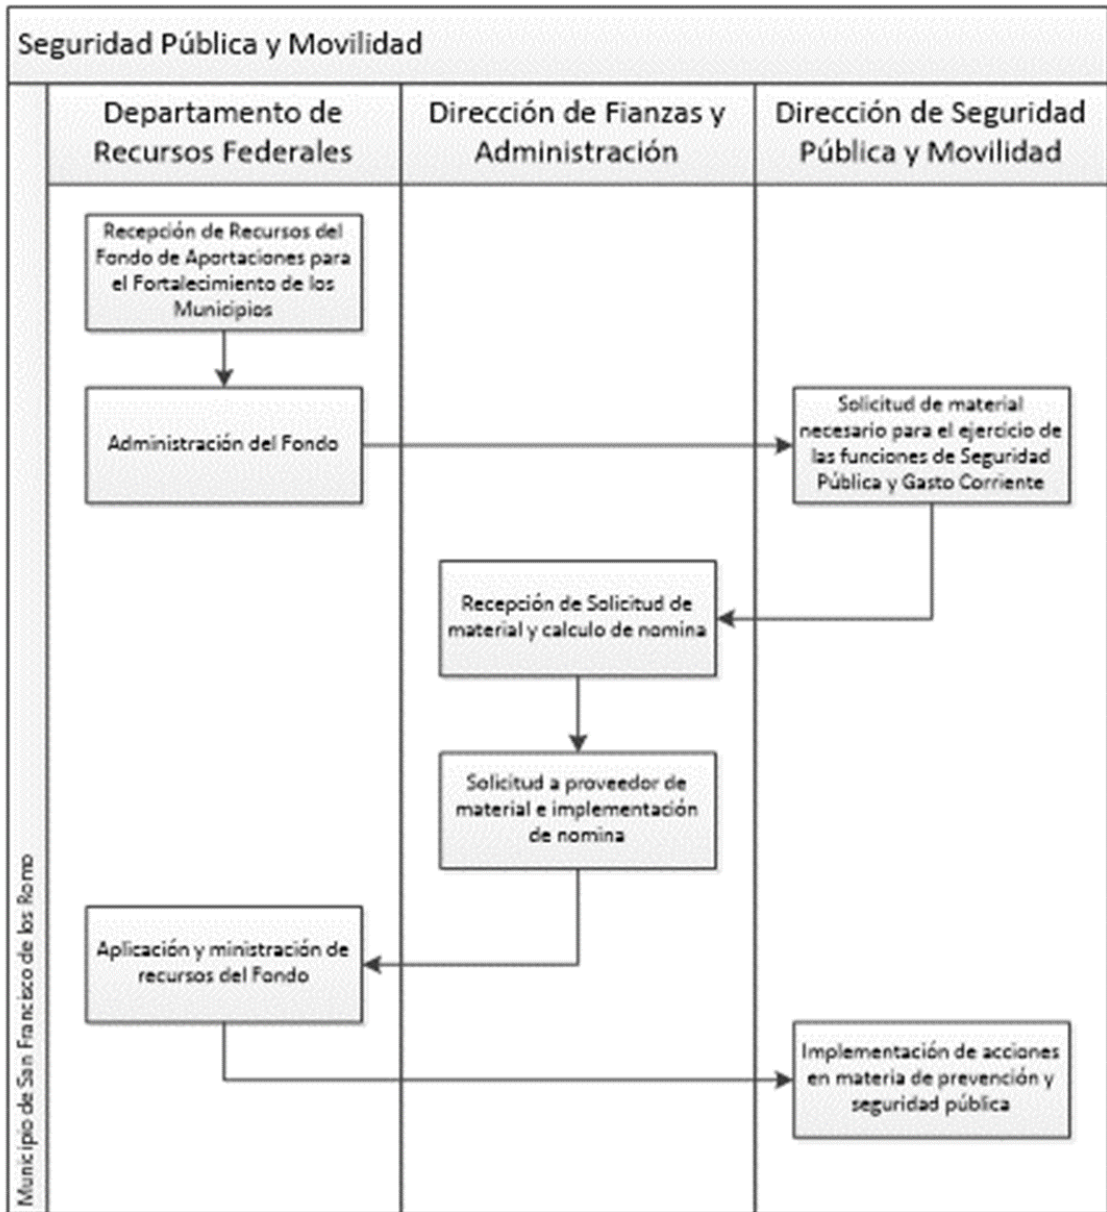 Seguridad Pública y Movilidad
Departamento de
Recursos Federales
Dirección de Fianzas y
Administración
Dirección de Seguridad
Pública y Movilidad
Recepción de Recursos del
Fondo de Aportaciones para
el Fortalecimiento de los
Municipios
Administración del Fondo
Solicitud de material
necesario para el ejercicio de
las funciones de Seguridad
Pública y Gasto Corriente
Recepción de Solicitud de
material y calculo de nomina
Solicitud a proveedor de
material e implementación
de nomina
Aplicación y ministración de
recursos del Fondo
Implementación de acciones
en materia de prevención y
seguridad pública
Municipio de San Francisco de los Romo